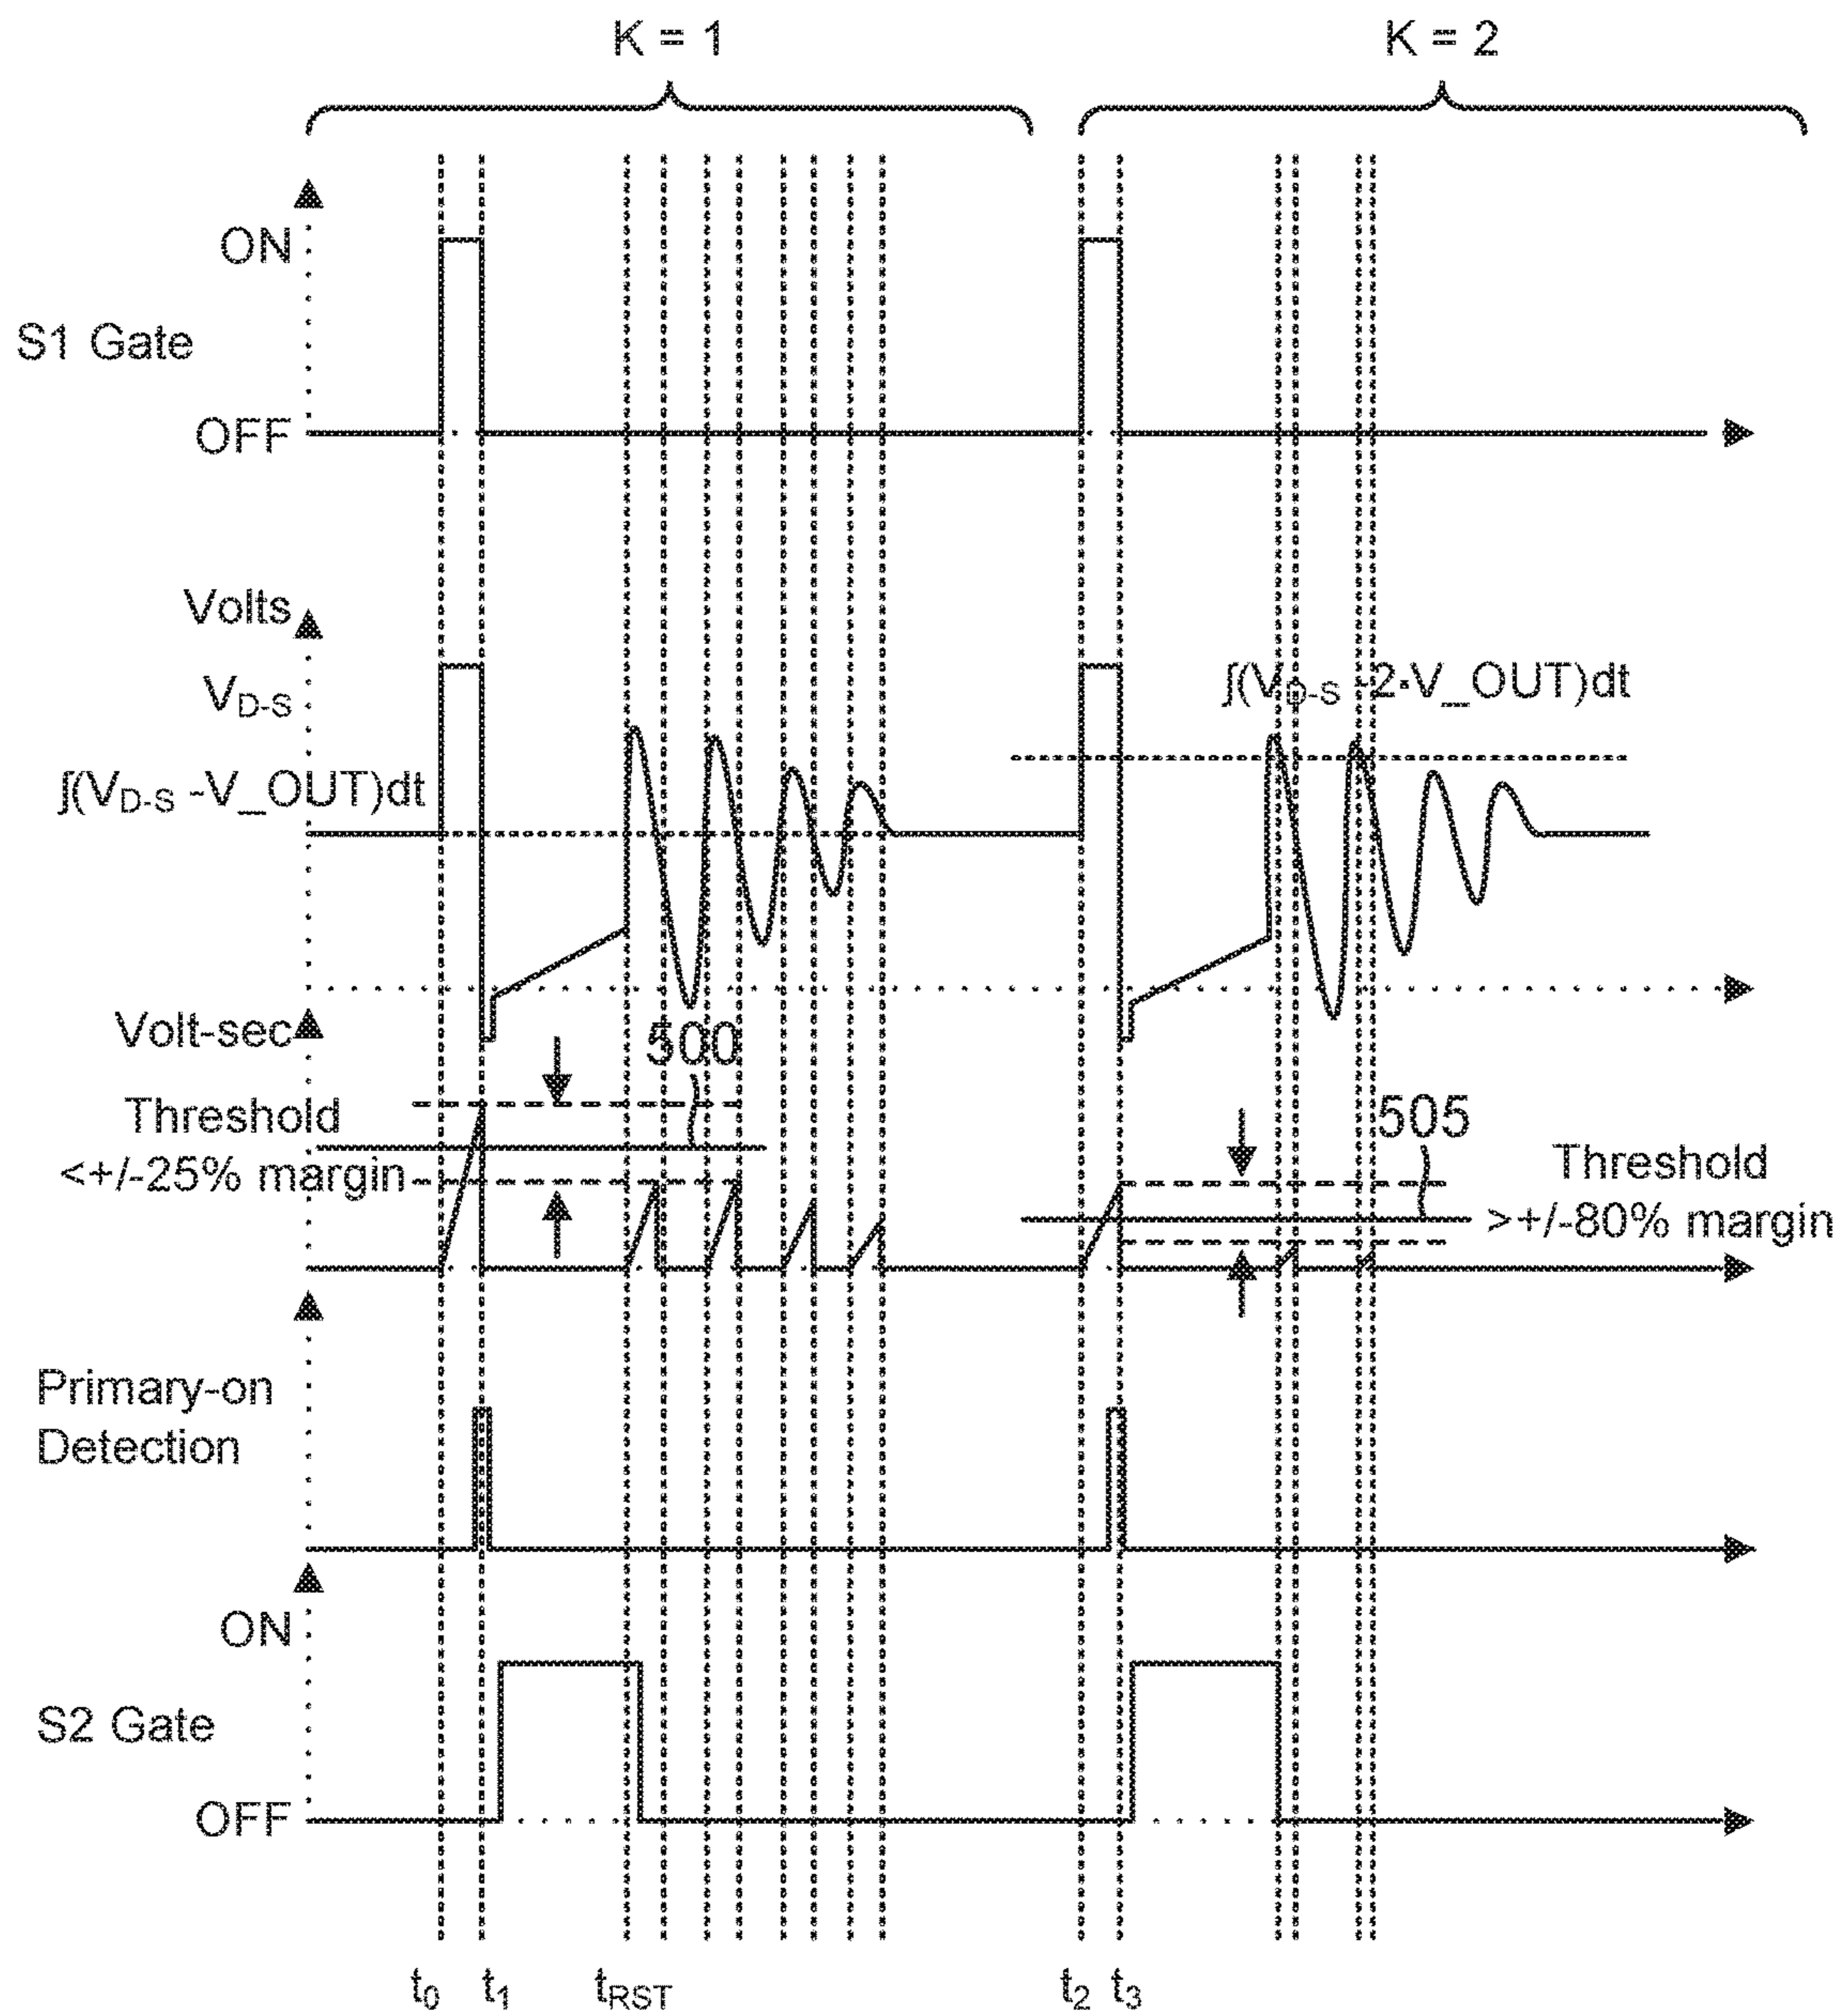 K = 1
K = 2
ON
S1 Gate
OFF
Volts
V_D-S
∫(V_D-S -2·V_OUT)dt
∫(V_D-S -V_OUT)dt
Volt-sec
500
Threshold
<+/-25% margin
505
Threshold
>+/-80% margin
Primary-on
Detection
ON
S2 Gate
OFF
t0 t1 tRST t2 t3